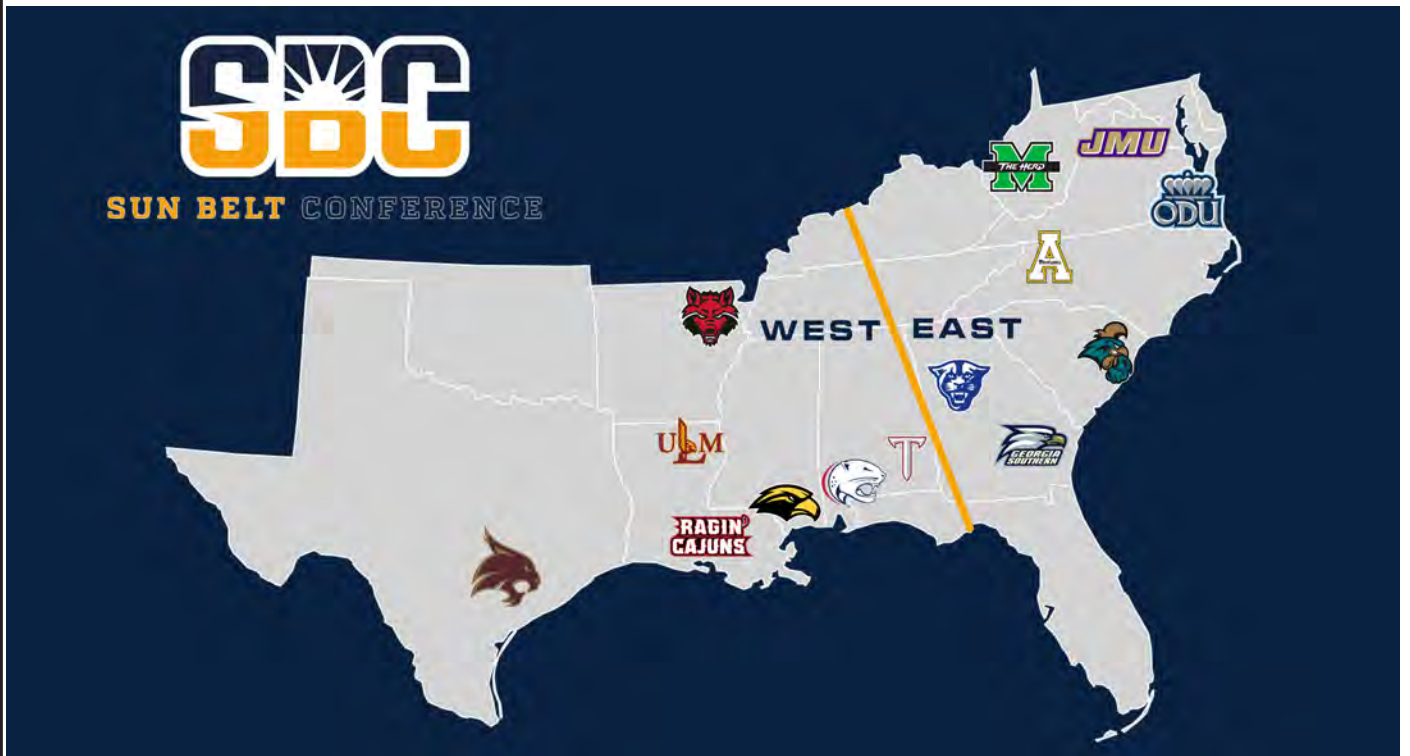 SBC
SUN BELT CONFERENCE
JMU
M
THE HERD
ODU
A
WEST
EAST
ULM
T
GEORGIA
SOUTHERN
RAGIN'
CAJUNS